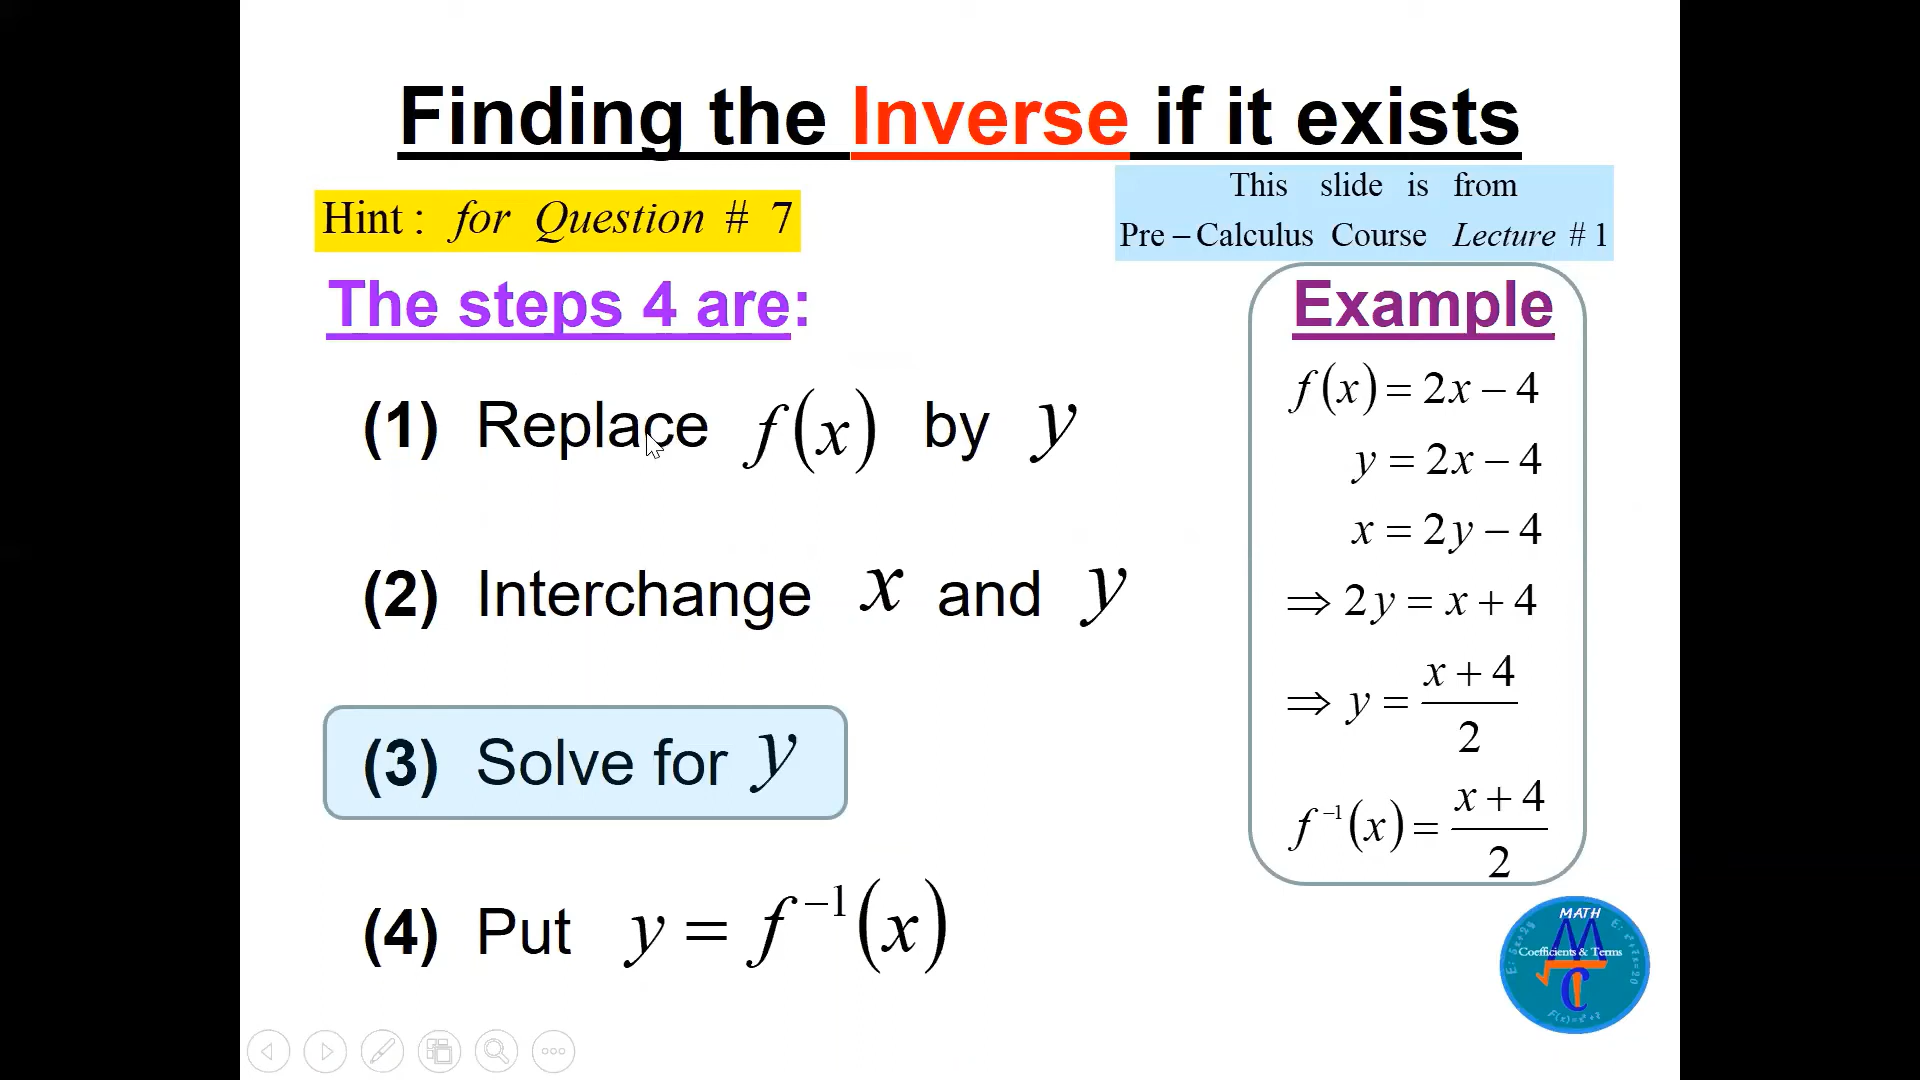 Finding the Inverse if it exists
Hint : for Question # 7
This slide is from
Pre – Calculus Course Lecture # 1
The steps 4 are:
(1) Replace f(x) by y
(2) Interchange x and y
(3) Solve for y
(4) Put y = f⁻¹(x)
Example
f(x) = 2x − 4
y = 2x − 4
x = 2y − 4
⇒ 2y = x + 4
⇒ y = (x + 4)/2
f⁻¹(x) = (x + 4)/2
MATH
Coefficients & Terms